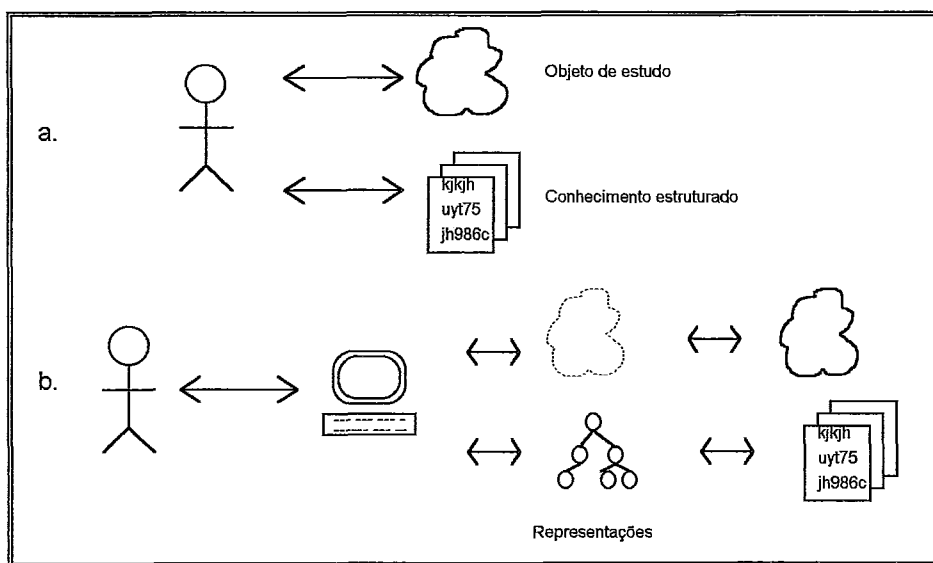 a.
Objeto de estudo
kjkjh
uyt75
jh986c
Conhecimento estruturado
b.
kjkjh
uyt75
jh986c
Representações